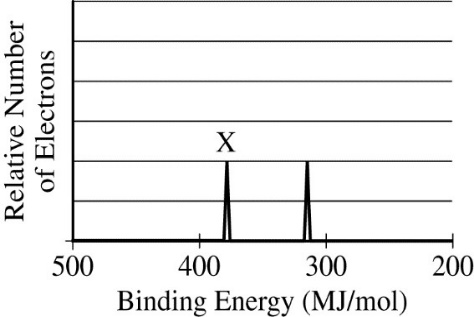 Relative Number
of Electrons
X
500 400 300 200
Binding Energy (MJ/mol)